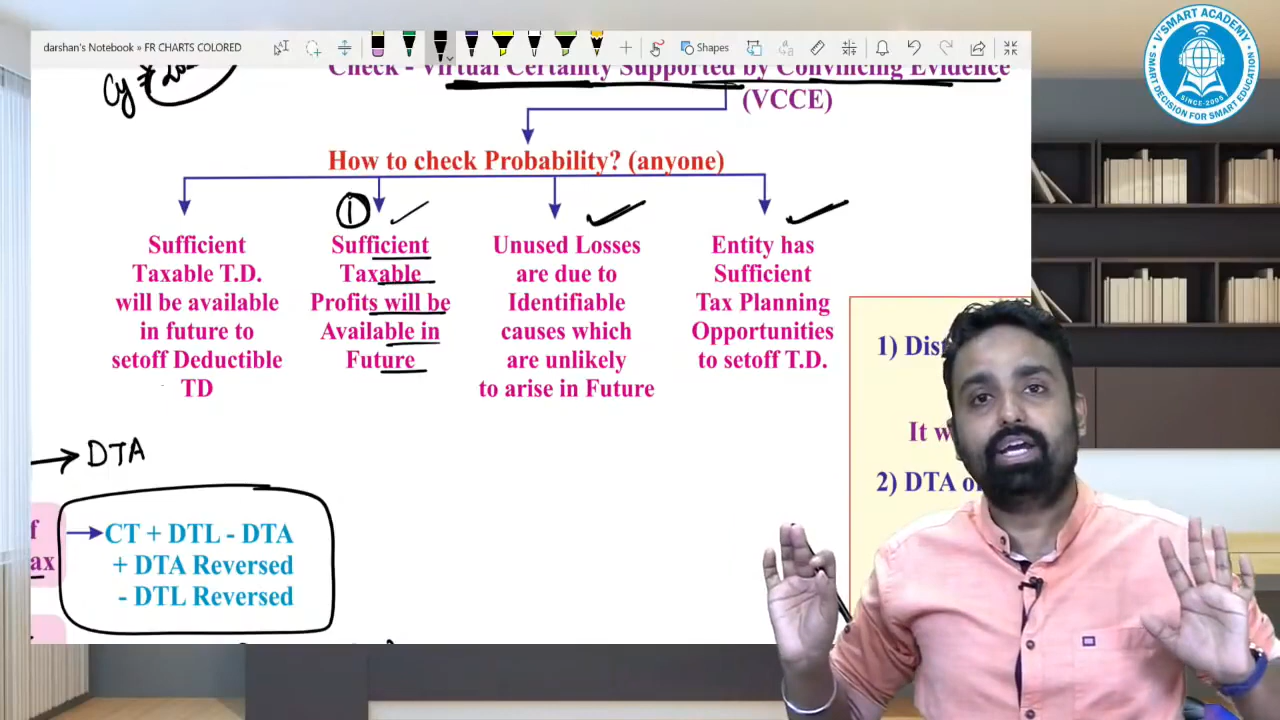 darshan's Notebook » FR CHARTS COLORED
Shapes
V'SMART ACADEMY
SINCE-2005
SMART DECISION FOR SMART EDUCATION
Cy
Check - Virtual Certainity Supported by Convincing Evidence
(VCCE)
How to check Probability? (anyone)
1
Sufficient
Taxable T.D.
will be available
in future to
setoff Deductible
TD
Sufficient
Taxable
Profits will be
Available in
Future
Unused Losses
are due to
Identifiable
causes which
are unlikely
to arise in Future
Entity has
Sufficient
Tax Planning
Opportunities
to setoff T.D.
1)
It
2) DTA
DTA
f
ax
CT + DTL - DTA
+ DTA Reversed
- DTL Reversed